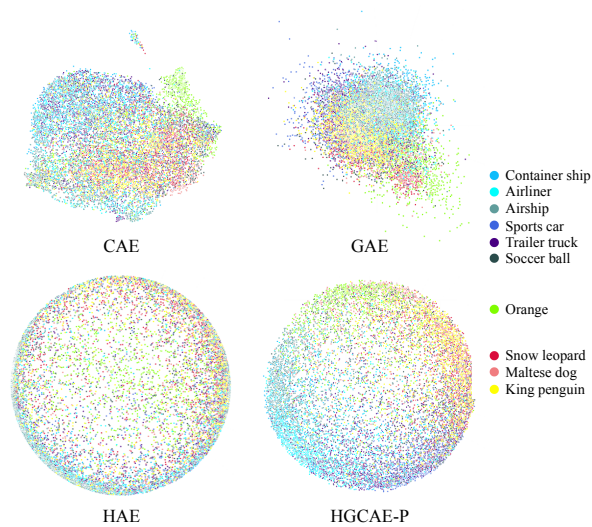 CAE
GAE
Container ship
Airliner
Airship
Sports car
Trailer truck
Soccer ball
Orange
Snow leopard
Maltese dog
King penguin
HAE
HGCAE-P